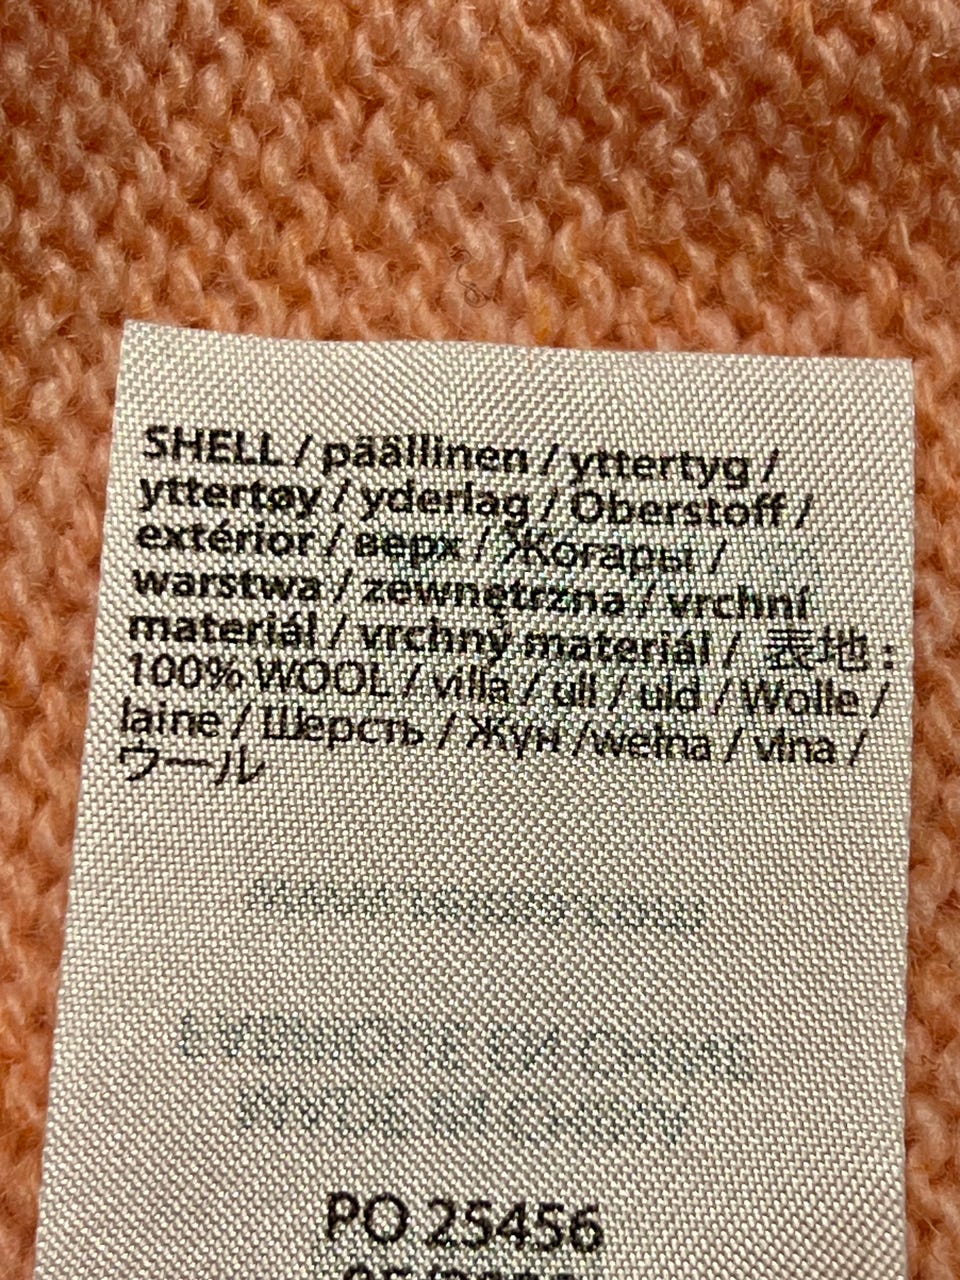 SHELL / päällinen / yttertyg /
yttertøy / yderlag / Oberstoff /
extérior / верх / Жогары /
warstwa / zewnętrzna / vrchní
materiál / vrchný materiál / 表地 :
100% WOOL / villa / ull / uld / Wolle /
laine / Шерсть / Жүн /wełna / vlna /
ウール
PO 25456